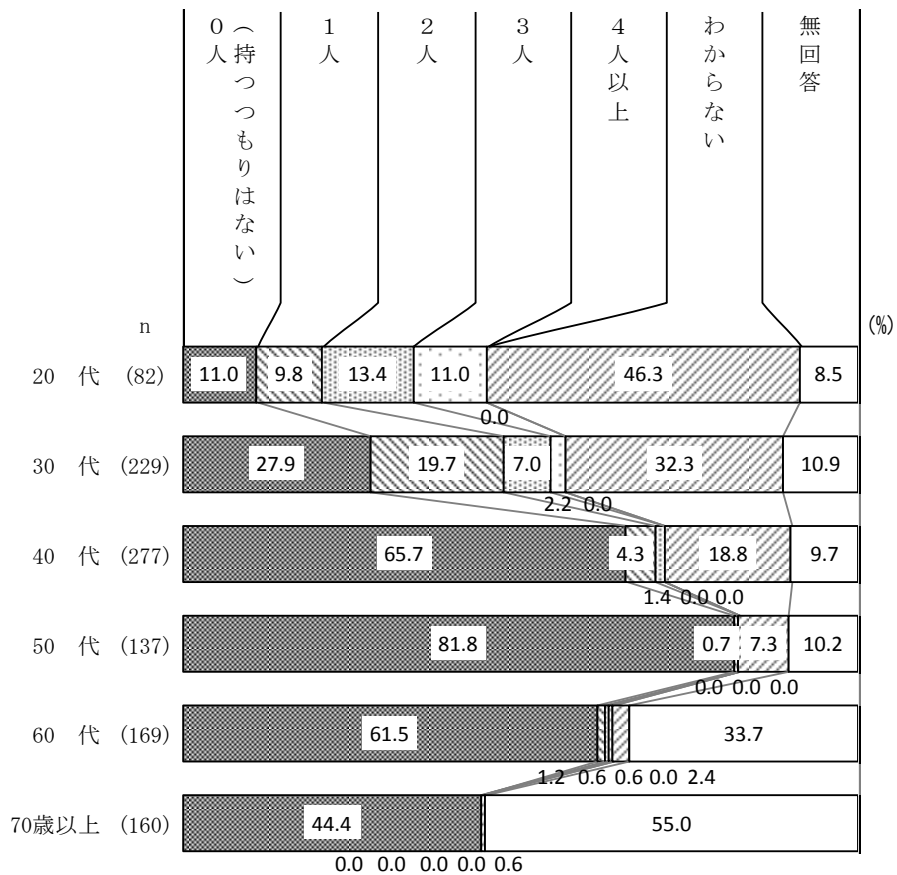 0人（持つつもりはない）
1人
2人
3人
4人以上
わからない
無回答
n
(%)
20 代 (82)
11.0 9.8 13.4 11.0 46.3 8.5
0.0
30 代 (229)
27.9 19.7 7.0 32.3 10.9
2.2 0.0
40 代 (277)
65.7 4.3 18.8 9.7
1.4 0.0 0.0
50 代 (137)
81.8 0.7 7.3 10.2
0.0 0.0 0.0
60 代 (169)
61.5 33.7
1.2 0.6 0.6 0.0 2.4
70歳以上 (160)
44.4 55.0
0.0 0.0 0.0 0.0 0.6